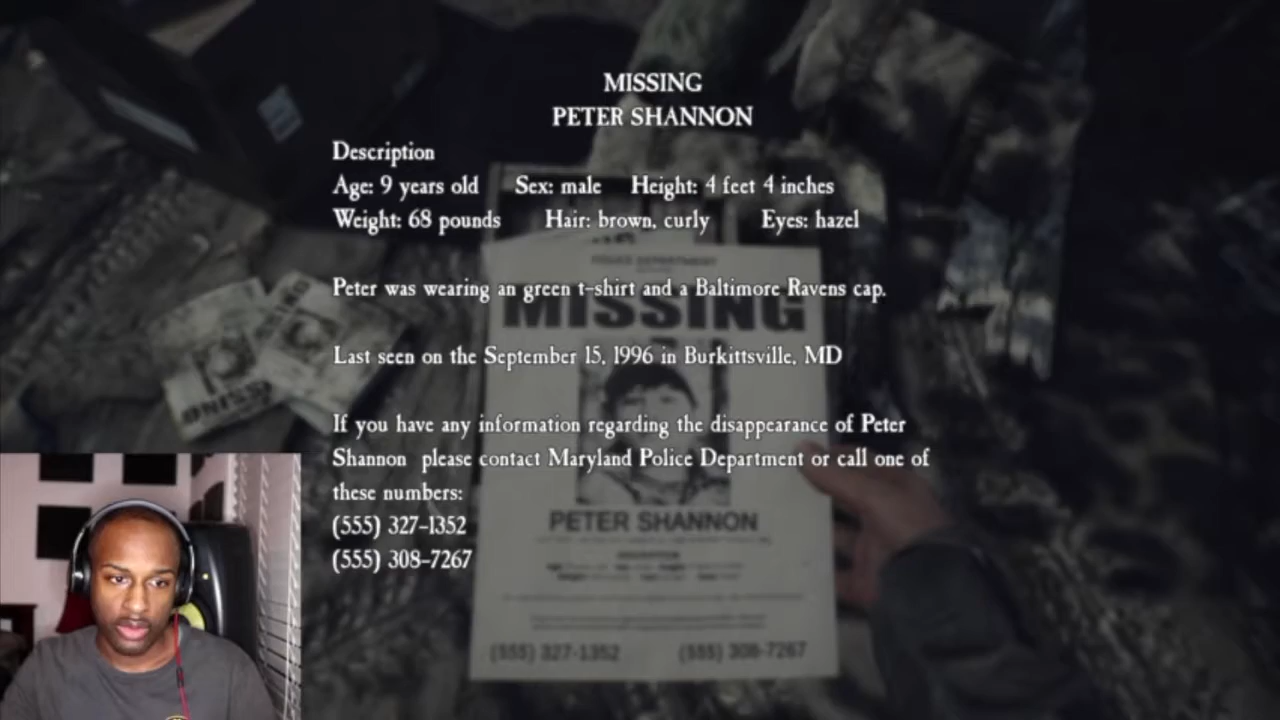 MISSING
PETER SHANNON
Description
Age: 9 years old Sex: male Height: 4 feet 4 inches
Weight: 68 pounds Hair: brown, curly Eyes: hazel
Peter was wearing an green t-shirt and a Baltimore Ravens cap.
Last seen on the September 15, 1996 in Burkittsville, MD
If you have any information regarding the disappearance of Peter
Shannon please contact Maryland Police Department or call one of
these numbers:
(555) 327-1352
(555) 308-7267
POLICE DEPARTMENT
MISSING
PETER SHANNON
(555) 327-1352 (555) 308-7267
MISSING